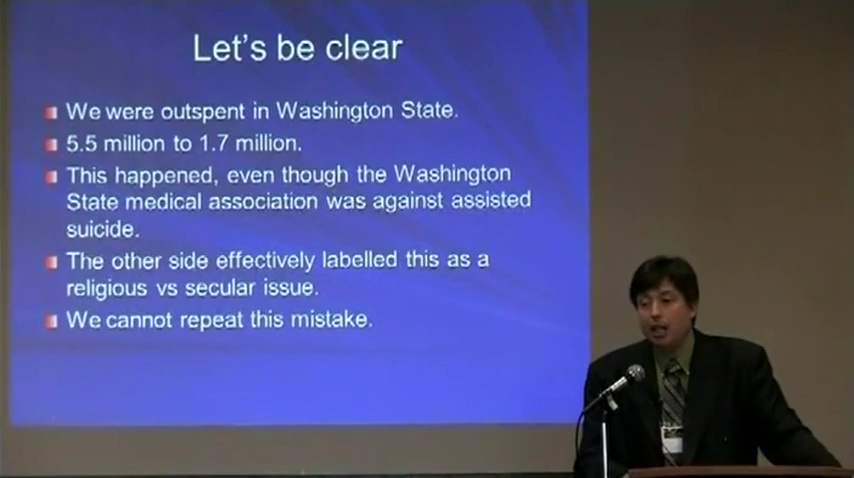 Let's be clear
We were outspent in Washington State.
5.5 million to 1.7 million.
This happened, even though the Washington
State medical association was against assisted
suicide.
The other side effectively labelled this as a
religious vs secular issue.
We cannot repeat this mistake.